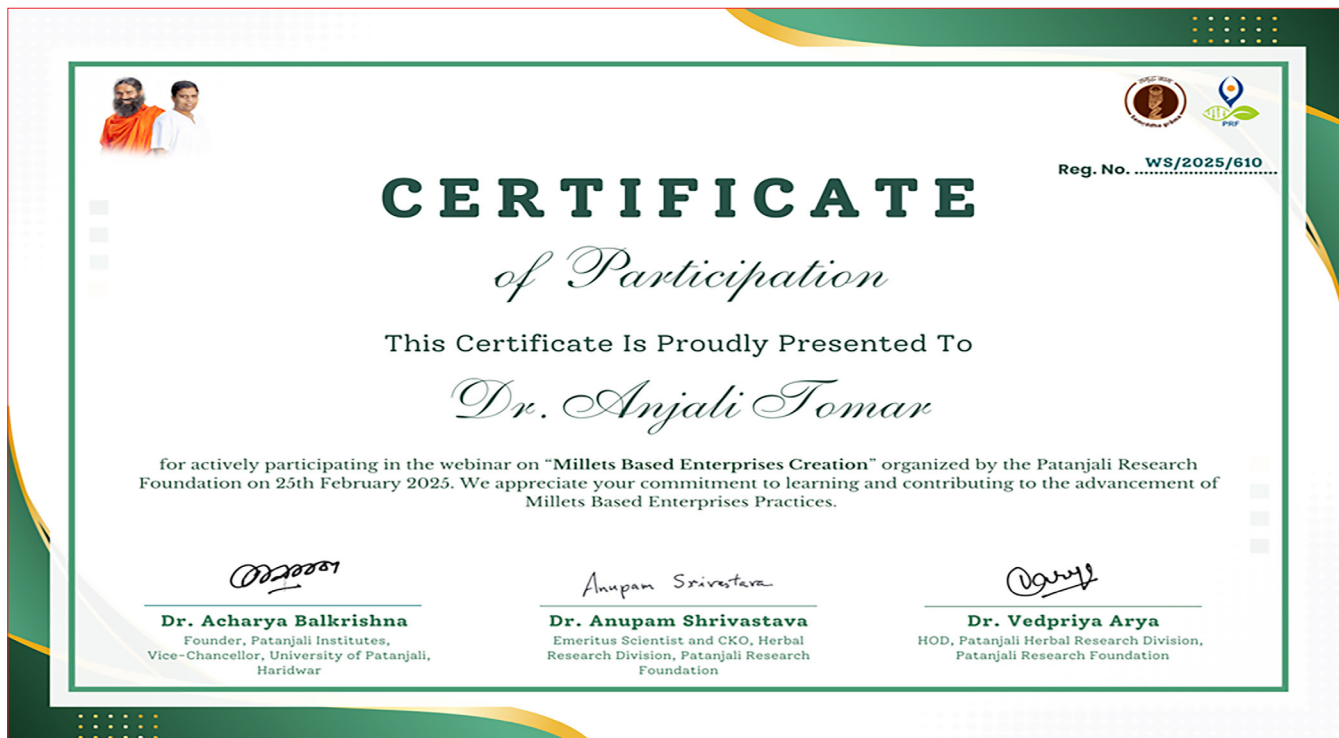 PRF
Reg. No. WS/2025/610
CERTIFICATE
of Participation
This Certificate Is Proudly Presented To
Dr. Anjali Tomar
for actively participating in the webinar on “Millets Based Enterprises Creation” organized by the Patanjali Research
Foundation on 25th February 2025. We appreciate your commitment to learning and contributing to the advancement of
Millets Based Enterprises Practices.
Anupam Srivastava
Dr. Acharya Balkrishna
Founder, Patanjali Institutes,
Vice-Chancellor, University of Patanjali,
Haridwar
Dr. Anupam Shrivastava
Emeritus Scientist and CKO, Herbal
Research Division, Patanjali Research
Foundation
Dr. Vedpriya Arya
HOD, Patanjali Herbal Research Division,
Patanjali Research Foundation